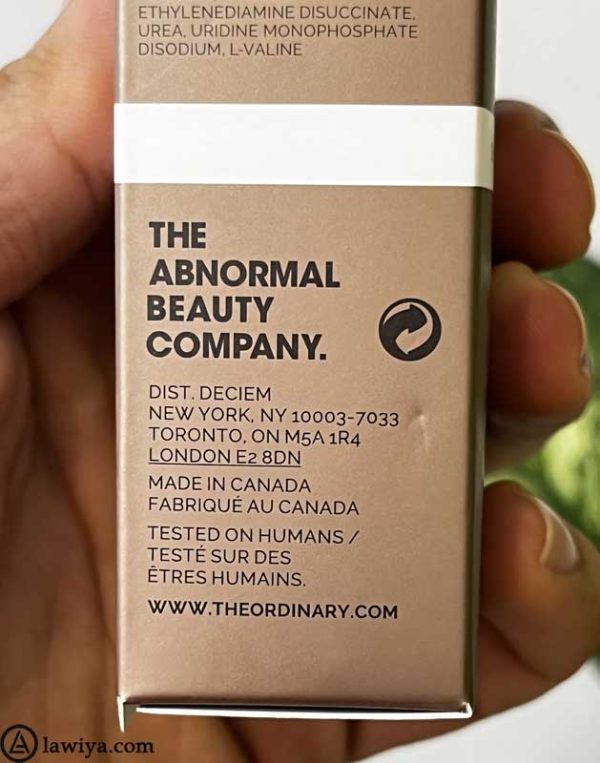 ETHYLENEDIAMINE DISUCCINATE,
UREA, URIDINE MONOPHOSPHATE
DISODIUM, L-VALINE
THE
ABNORMAL
BEAUTY
COMPANY.
DIST. DECIEM
NEW YORK, NY 10003-7033
TORONTO, ON M5A 1R4
LONDON E2 8DN
MADE IN CANADA
FABRIQUÉ AU CANADA
TESTED ON HUMANS /
TESTÉ SUR DES
ÊTRES HUMAINS.
WWW.THEORDINARY.COM
lawiya.com